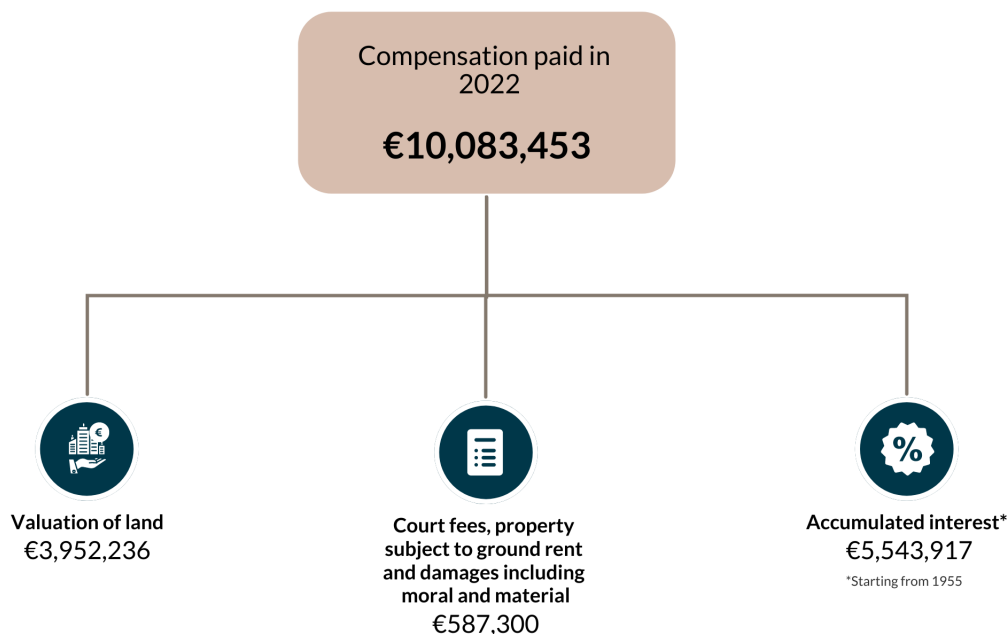 Compensation paid in
2022
€10,083,453
€
Valuation of land
€3,952,236
Court fees, property
subject to ground rent
and damages including
moral and material
€587,300
%
Accumulated interest*
€5,543,917
*Starting from 1955